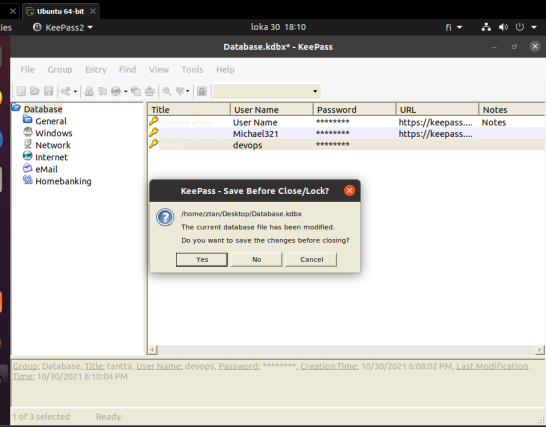 Ubuntu 64-bit
ies KeePass2 loka 30 18:10 fi
Database.kdbx* - KeePass
File Group Entry Find View Tools Help
Database
General
Windows
Network
Internet
eMail
Homebanking
Title User Name Password URL Notes
User Name ******** https://keepass.... Notes
Michael321 ******** https://keepass....
devops ********
KeePass - Save Before Close/Lock?
/home/ztan/Desktop/Database.kdbx
The current database file has been modified.
Do you want to save the changes before closing?
Yes No Cancel
Group: Database, Title: tantta, User Name: devops, Password: ********, Creation Time: 10/30/2021 6:08:02 PM, Last Modification
Time: 10/30/2021 6:10:04 PM
1 of 3 selected Ready.